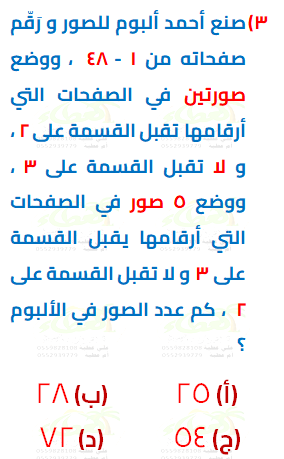 ٣) صنع أحمد ألبوم للصور و رَقّم
صفحاته من ١ - ٤٨ ، ووضع
صورتين في الصفحات التي
أرقامها تقبل القسمة على ٢ ،
و لا تقبل القسمة على ٣ ،
ووضع ٥ صور في الصفحات
التي أرقامها يقبل القسمة
على ٣ و لا تقبل القسمة على
٢ ، كم عدد الصور في الألبوم
؟
(أ) ٢٥ (ب) ٢٨
(ج) ٥٤ (د) ٧٢